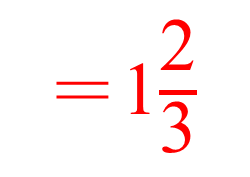 = 1 2/3